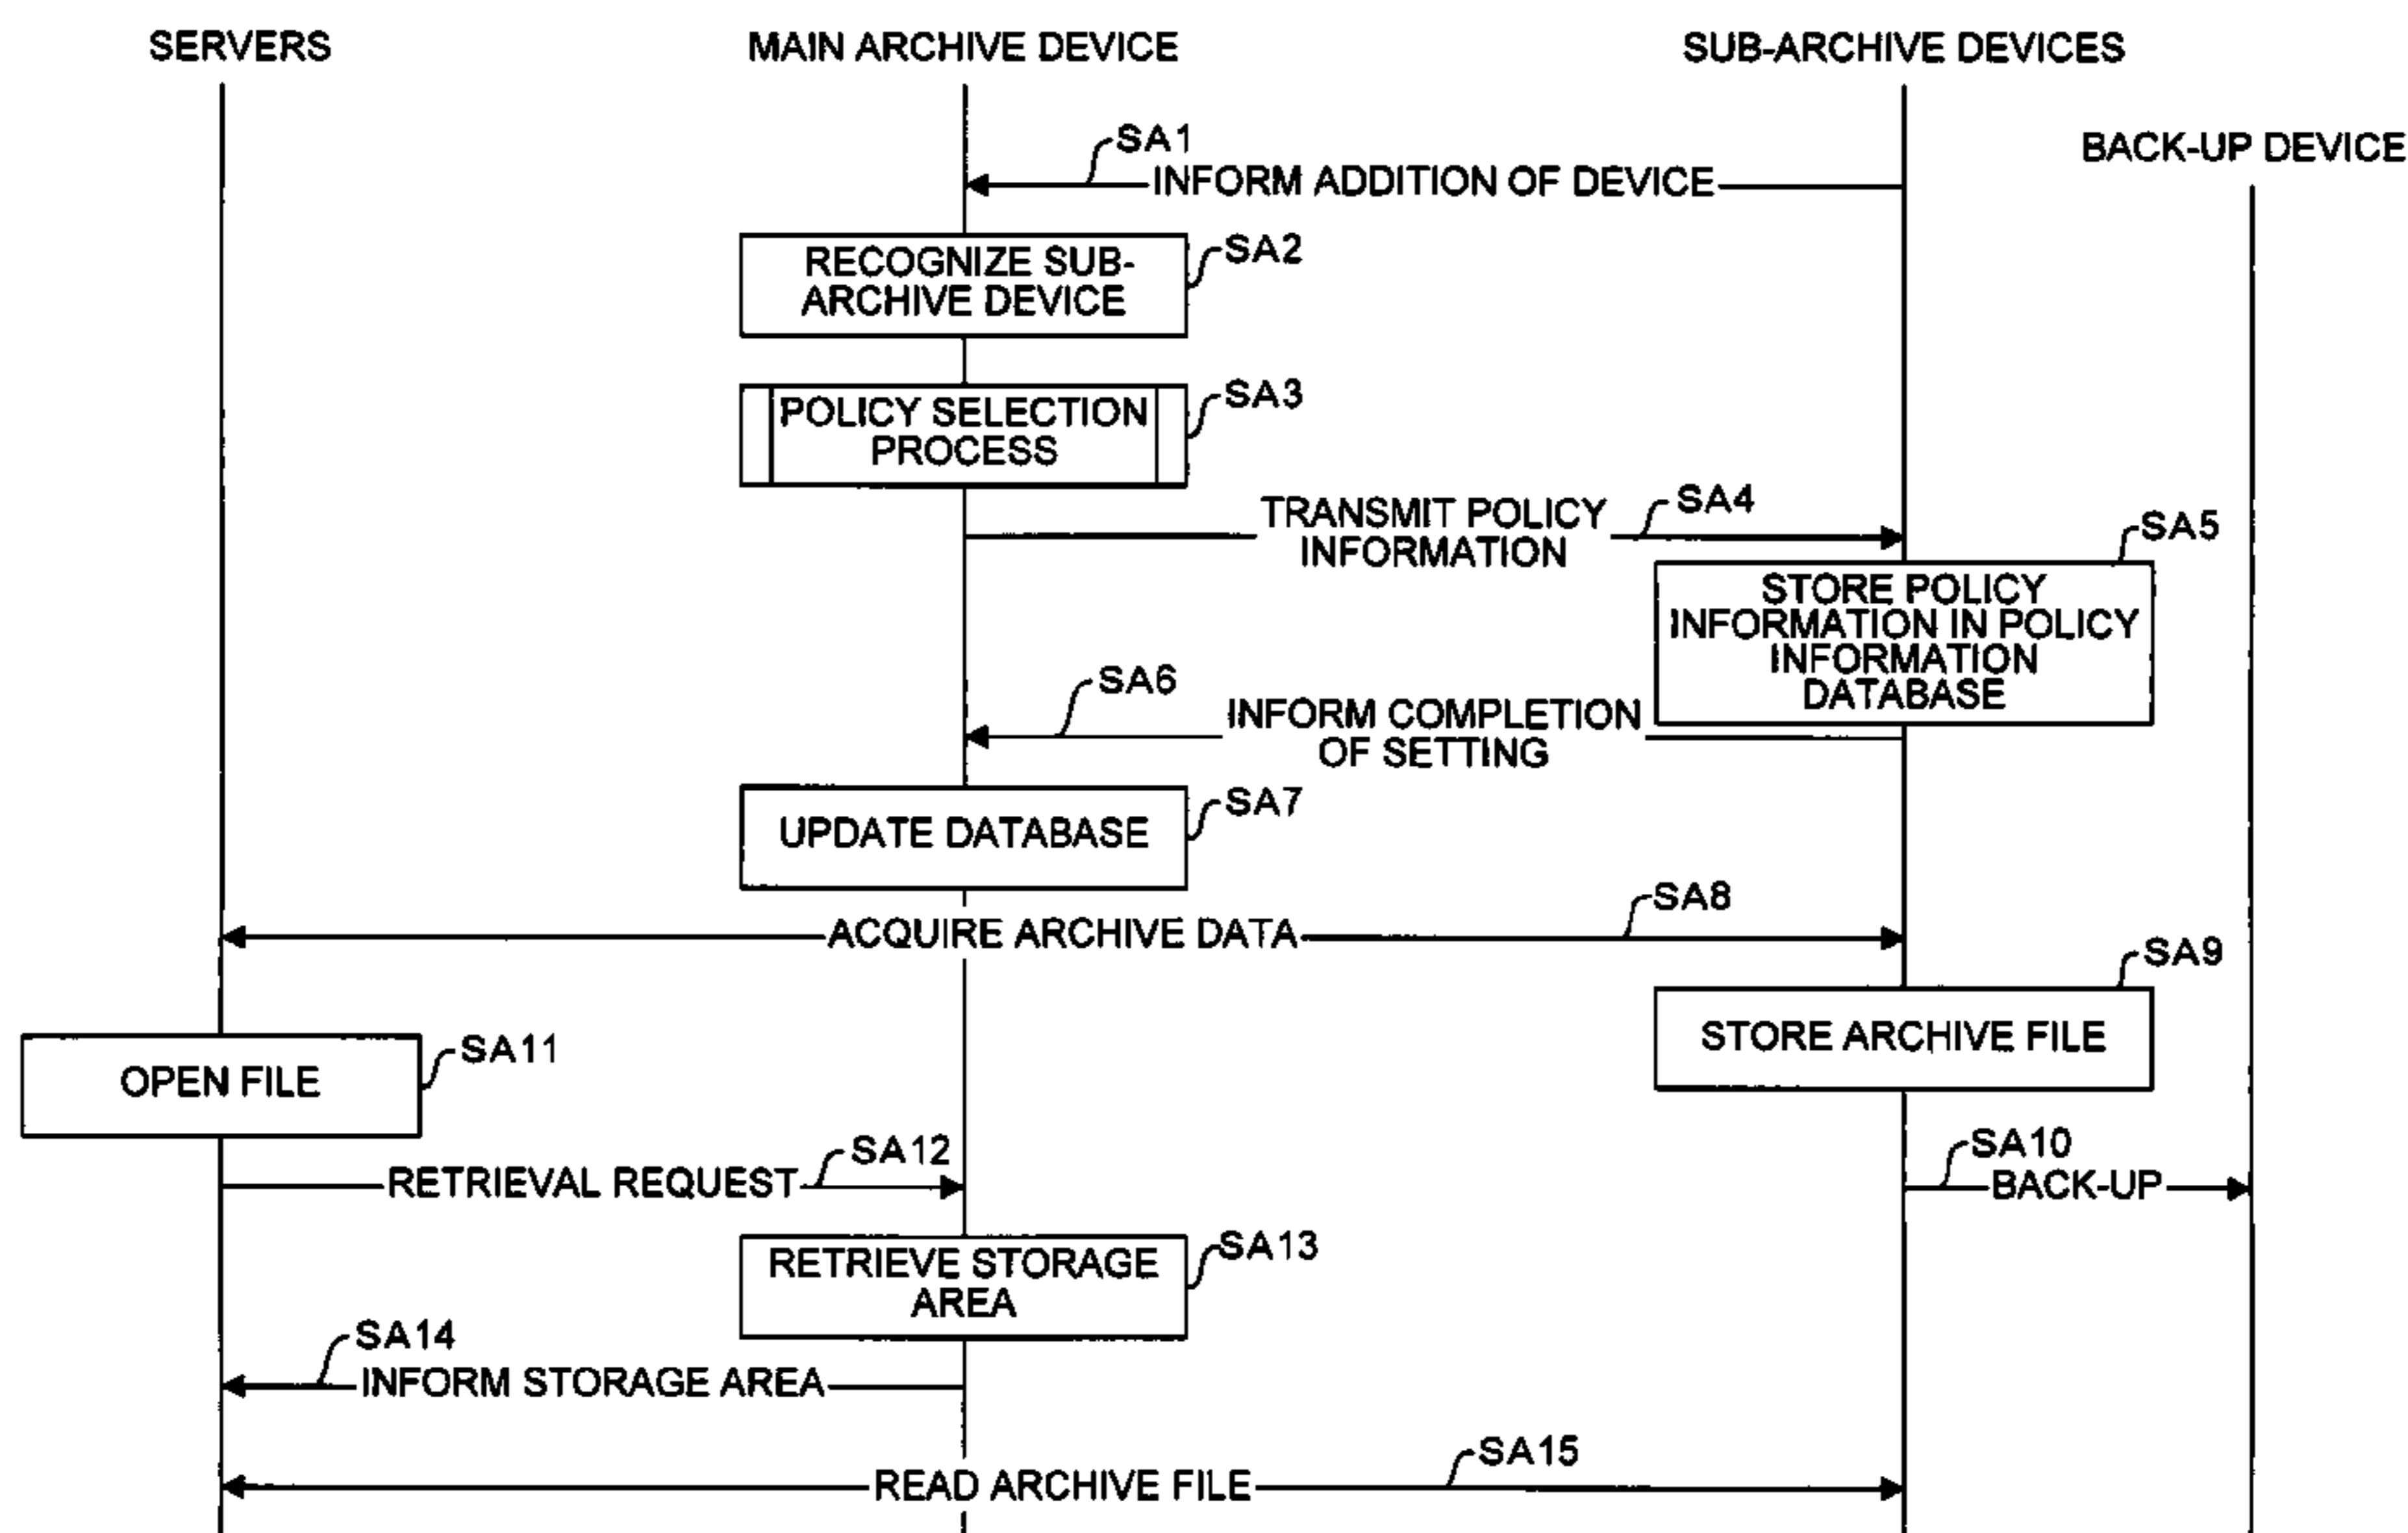 SERVERS
MAIN ARCHIVE DEVICE
SUB-ARCHIVE DEVICES
BACK-UP DEVICE
SA1
INFORM ADDITION OF DEVICE
RECOGNIZE SUB-
ARCHIVE DEVICE
SA2
POLICY SELECTION
PROCESS
SA3
TRANSMIT POLICY
INFORMATION
SA4
SA5
STORE POLICY
INFORMATION IN POLICY
INFORMATION
DATABASE
SA6
INFORM COMPLETION
OF SETTING
UPDATE DATABASE
SA7
ACQUIRE ARCHIVE DATA
SA8
SA9
STORE ARCHIVE FILE
OPEN FILE
SA11
RETRIEVAL REQUEST
SA12
SA10
BACK-UP
RETRIEVE STORAGE
AREA
SA13
SA14
INFORM STORAGE AREA
SA15
READ ARCHIVE FILE